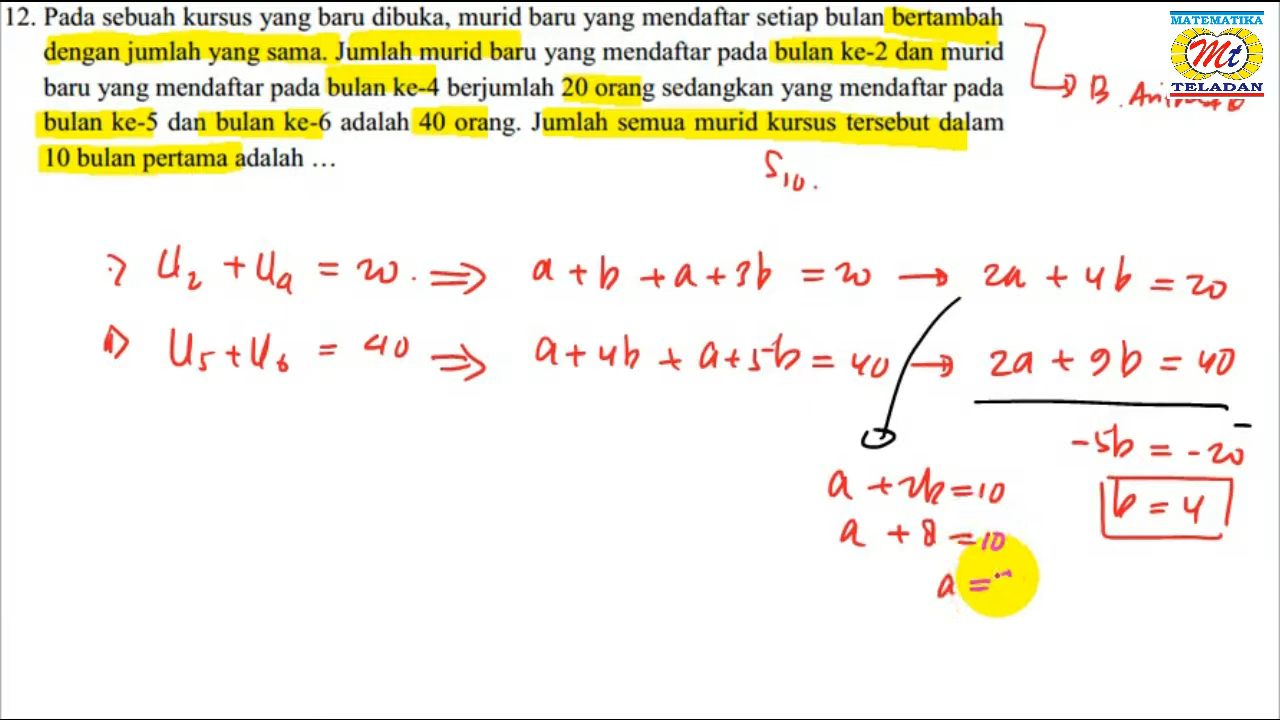 12. Pada sebuah kursus yang baru dibuka, murid baru yang mendaftar setiap bulan bertambah
dengan jumlah yang sama. Jumlah murid baru yang mendaftar pada bulan ke-2 dan murid
baru yang mendaftar pada bulan ke-4 berjumlah 20 orang sedangkan yang mendaftar pada
bulan ke-5 dan bulan ke-6 adalah 40 orang. Jumlah semua murid kursus tersebut dalam
10 bulan pertama adalah …
MATEMATIKA
Mt
TELADAN
B.
S₁₀.
U₂ + U₄ = 20. ⇒ a + b + a + 3b = 20 → 2a + 4b = 20
U₅ + U₆ = 40 ⇒ a + 4b + a + 5b = 40 → 2a + 9b = 40
-5b = -20
b = 4
a + 2b = 10
a + 8 = 10
a =